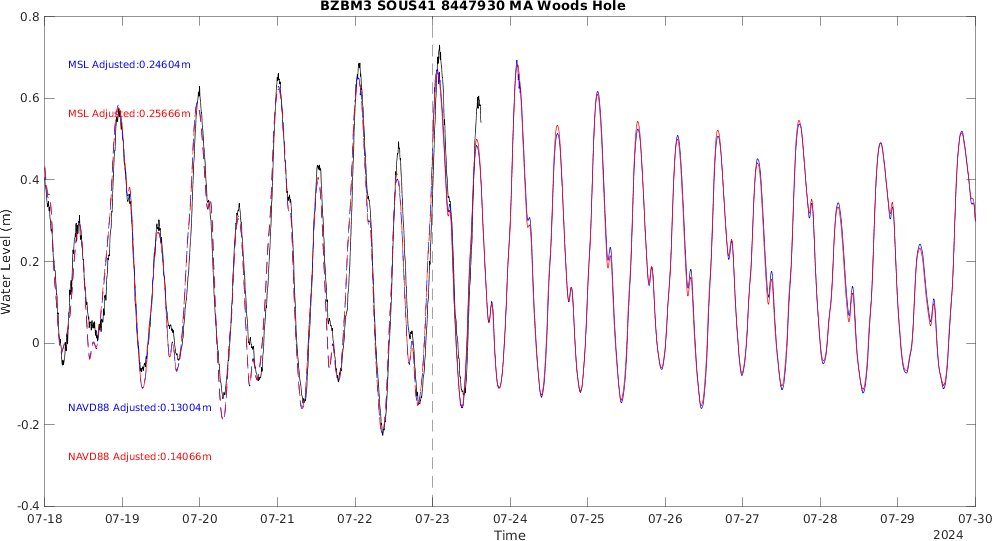 BZBM3 SOUS41 8447930 MA Woods Hole
0.8
0.6
0.4
0.2
0
-0.2
-0.4
Water Level (m)
MSL Adjusted:0.24604m
MSL Adjusted:0.25666m
NAVD88 Adjusted:0.13004m
NAVD88 Adjusted:0.14066m
07-18 07-19 07-20 07-21 07-22 07-23 07-24 07-25 07-26 07-27 07-28 07-29 07-30
Time
2024